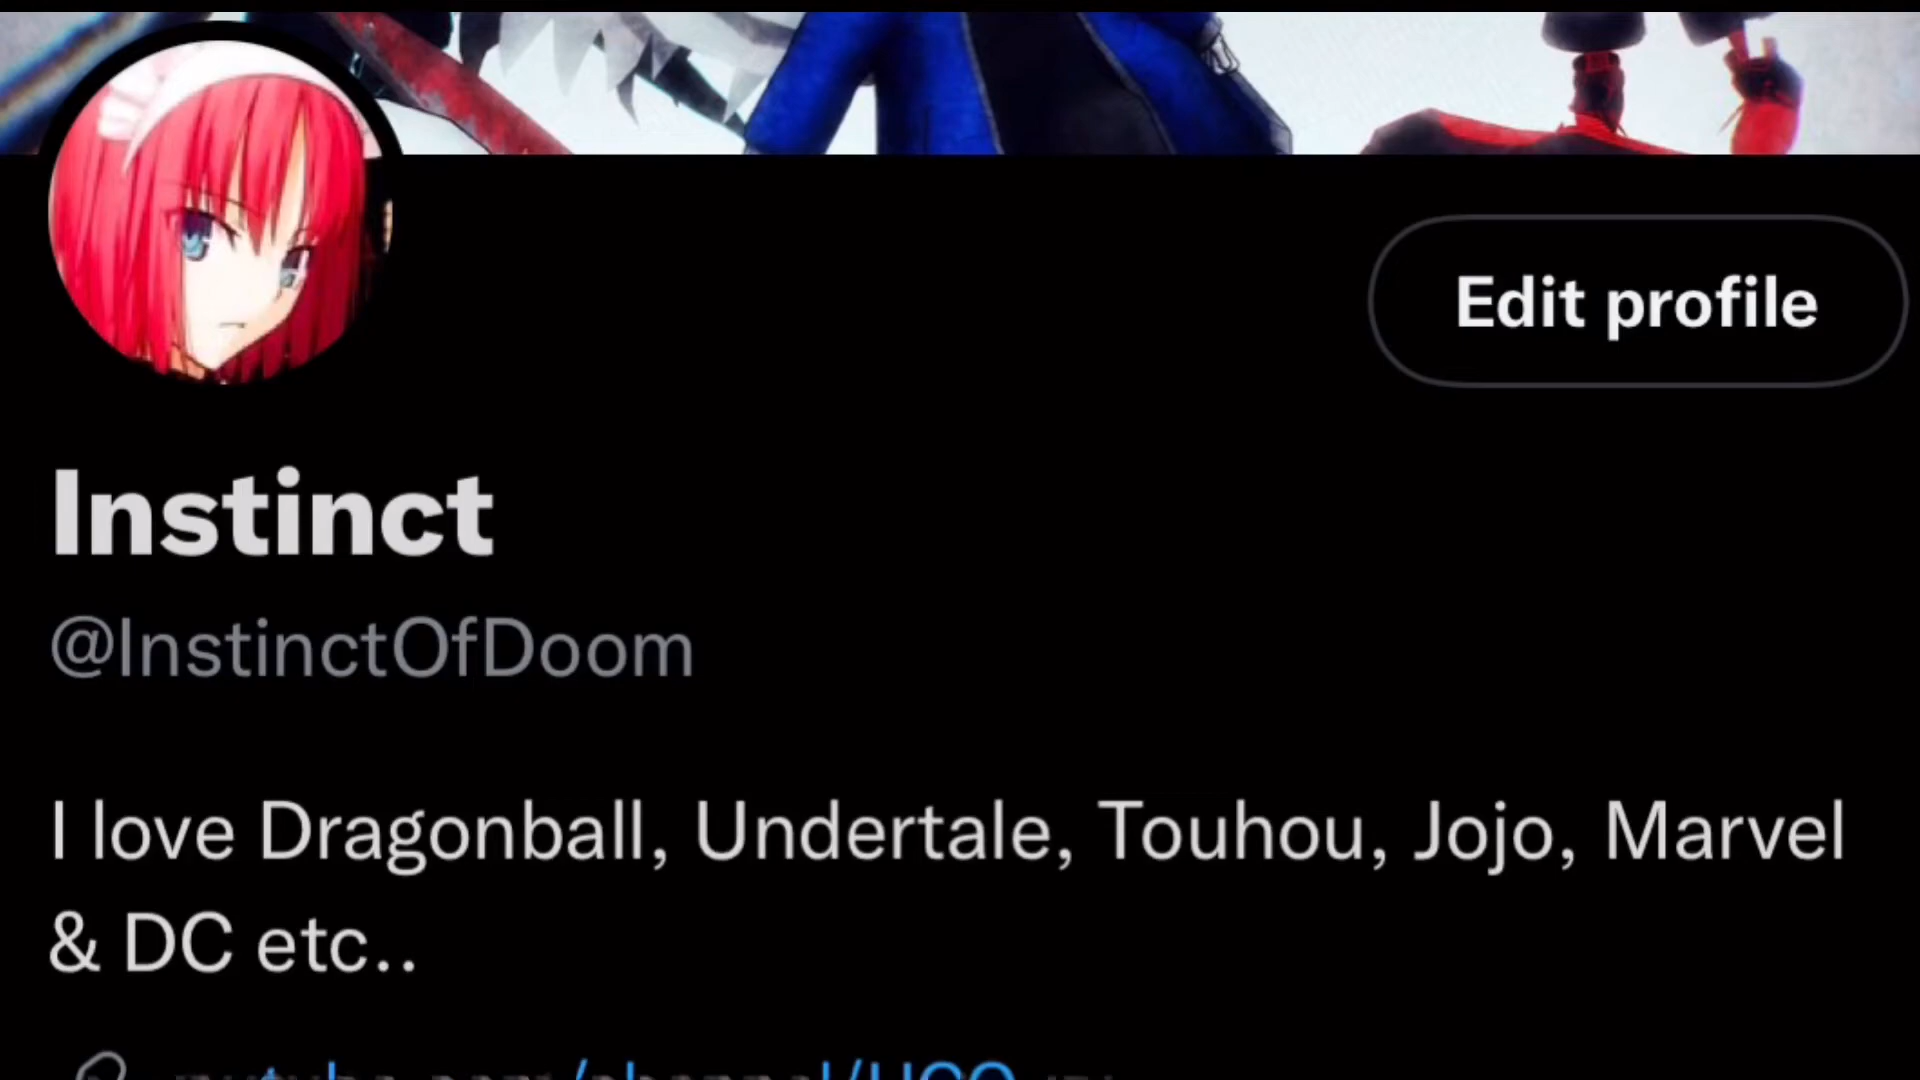 Edit profile
Instinct
@InstinctOfDoom
I love Dragonball, Undertale, Touhou, Jojo, Marvel
& DC etc..